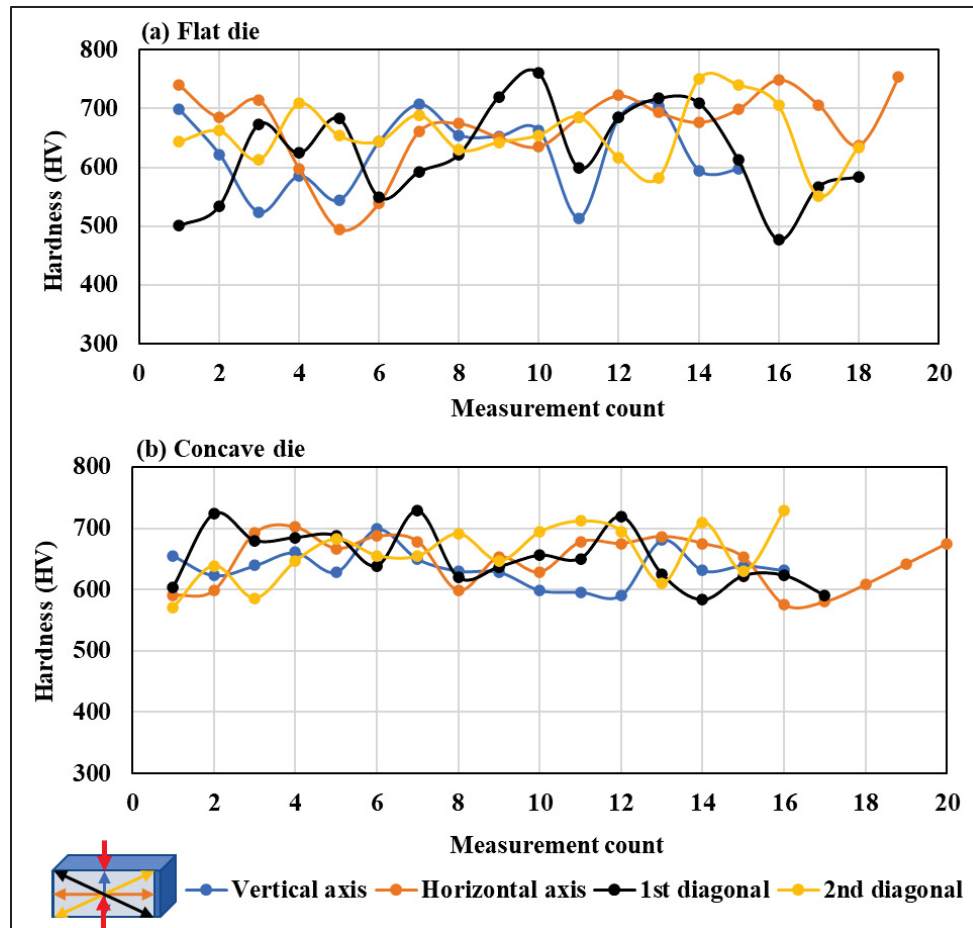 (a) Flat die
800
700
600
500
400
300
Hardness (HV)
0 2 4 6 8 10 12 14 16 18 20
Measurement count
(b) Concave die
800
700
600
500
400
300
Hardness (HV)
0 2 4 6 8 10 12 14 16 18 20
Measurement count
Vertical axis Horizontal axis 1st diagonal 2nd diagonal